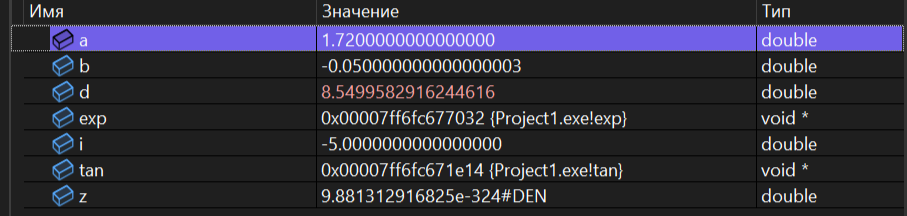 Имя Значение Тип
a 1.7200000000000000 double
b -0.050000000000000003 double
d 8.5499582916244616 double
exp 0x00007ff6fc677032 {Project1.exe!exp} void *
i -5.0000000000000000 double
tan 0x00007ff6fc671e14 {Project1.exe!tan} void *
z 9.881312916825e-324#DEN double